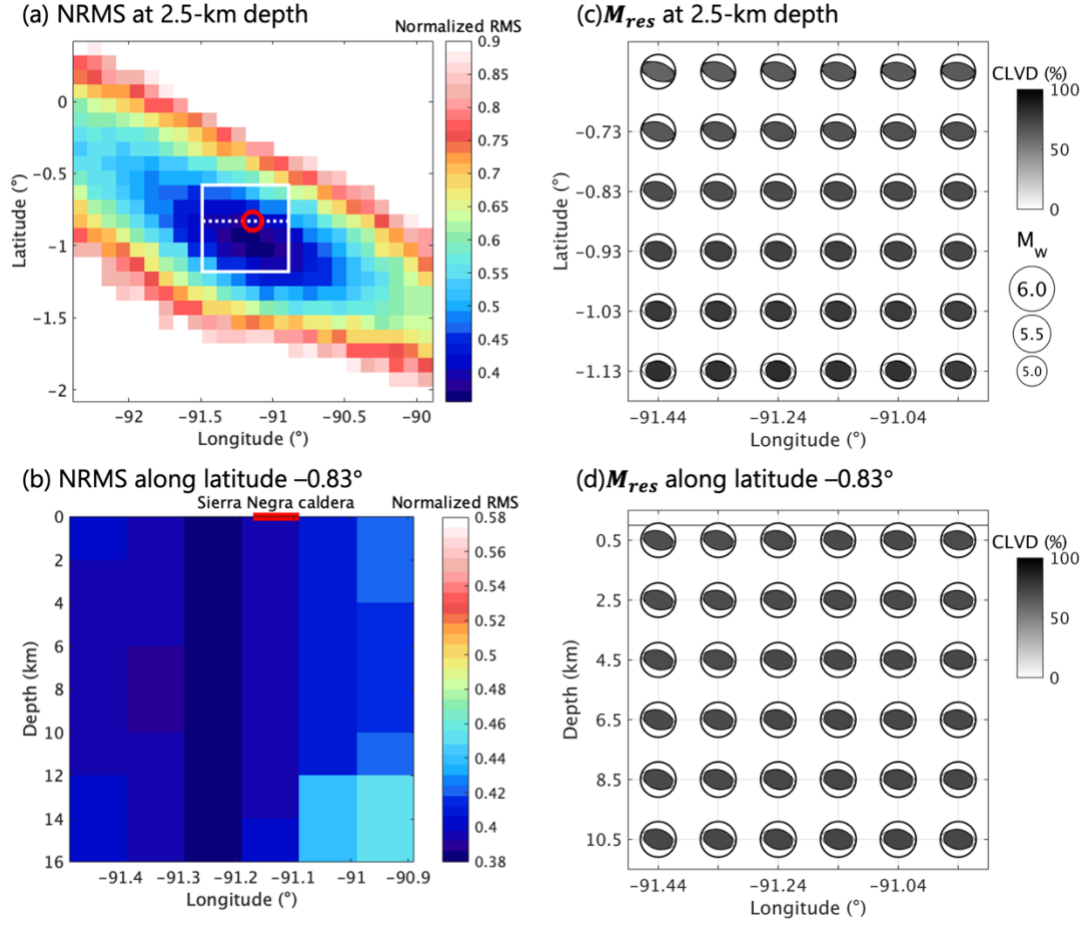 (a) NRMS at 2.5-km depth
Normalized RMS
0.9
0.85
0.8
0.75
0.7
0.65
0.6
0.55
0.5
0.45
0.4
0
−0.5
−1
−1.5
−2
Latitude (°)
−92 −91.5 −91 −90.5 −90
Longitude (°)
(c)M_res at 2.5-km depth
CLVD (%)
100
50
0
−0.73
−0.83
−0.93
−1.03
−1.13
Latitude (°)
M_w
6.0
5.5
5.0
−91.44 −91.24 −91.04
Longitude (°)
(b) NRMS along latitude –0.83°
Sierra Negra caldera
Normalized RMS
0.58
0.56
0.54
0.52
0.5
0.48
0.46
0.44
0.42
0.4
0.38
0
2
4
6
8
10
12
14
16
Depth (km)
−91.4 −91.3 −91.2 −91.1 −91 −90.9
Longitude (°)
(d)M_res along latitude –0.83°
CLVD (%)
100
50
0
0.5
2.5
4.5
6.5
8.5
10.5
Depth (km)
−91.44 −91.24 −91.04
Longitude (°)